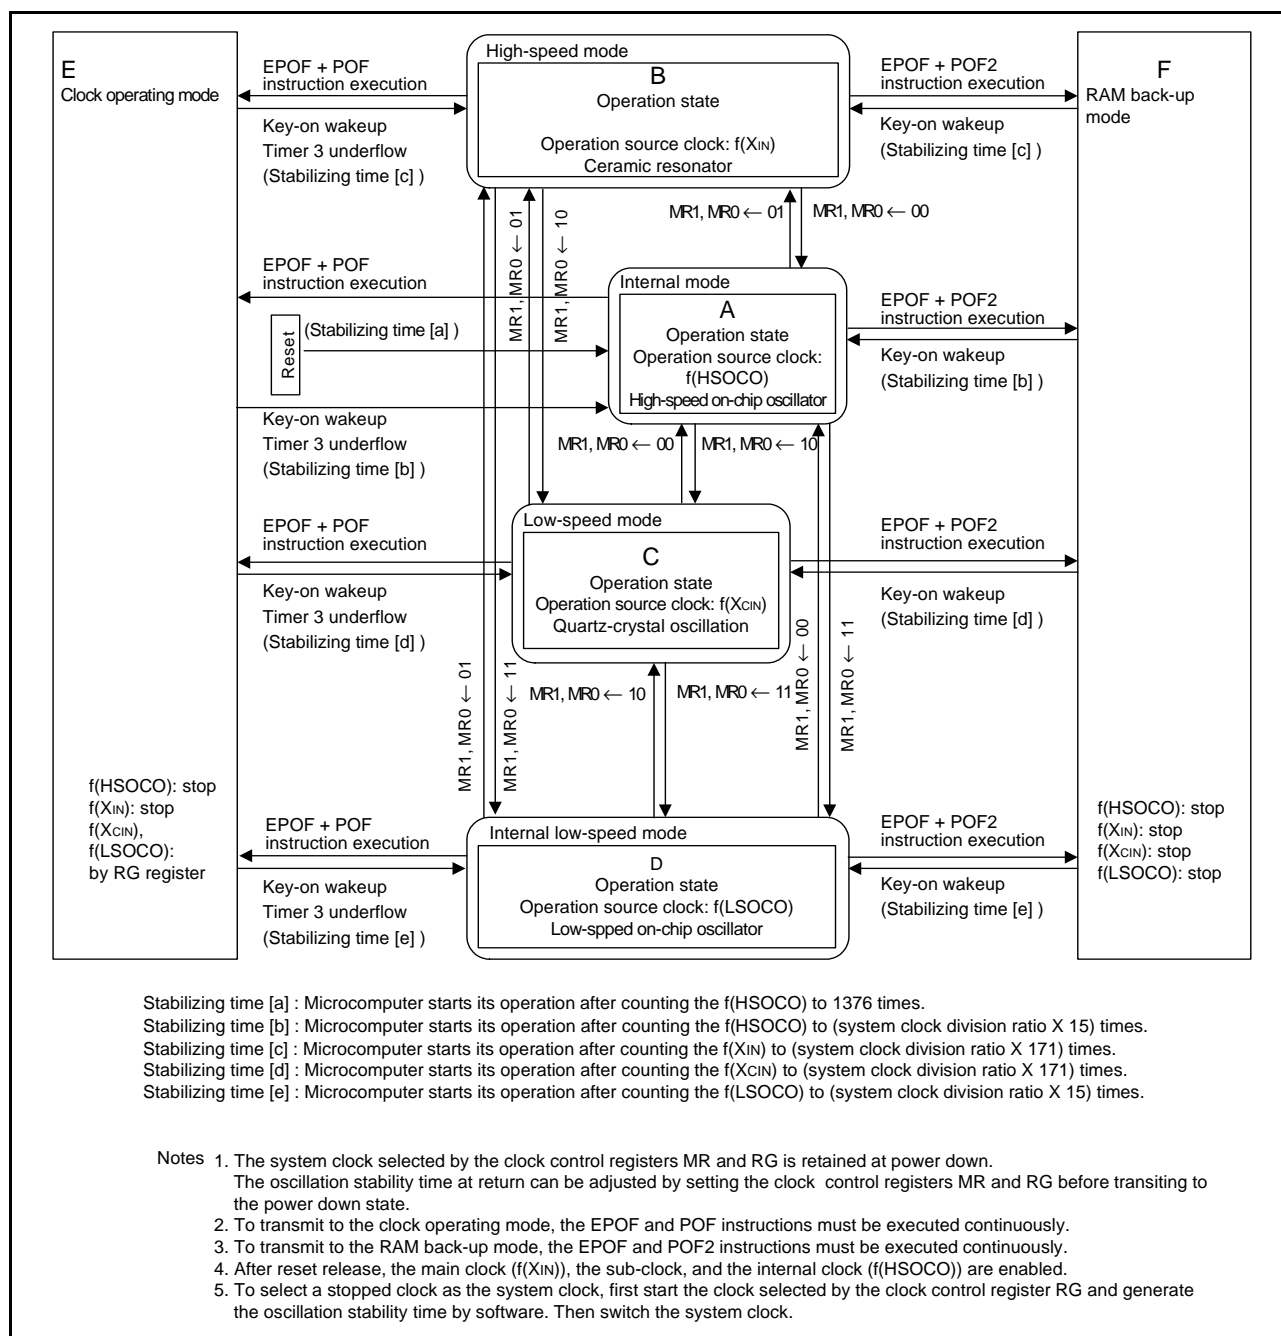 E
Clock operating mode
EPOF + POF
instruction execution
Key-on wakeup
Timer 3 underflow
(Stabilizing time [c] )
High-speed mode
B
Operation state
Operation source clock: f(XIN)
Ceramic resonator
EPOF + POF2
instruction execution
Key-on wakeup
(Stabilizing time [c] )
F
RAM back-up
mode
MR1, MR0 ← 01
MR1, MR0 ← 10
MR1, MR0 ← 01
MR1, MR0 ← 00
EPOF + POF
instruction execution
Reset
(Stabilizing time [a] )
Key-on wakeup
Timer 3 underflow
(Stabilizing time [b] )
Internal mode
A
Operation state
Operation source clock:
f(HSOCO)
High-speed on-chip oscillator
EPOF + POF2
instruction execution
Key-on wakeup
(Stabilizing time [b] )
MR1, MR0 ← 00
MR1, MR0 ← 10
EPOF + POF
instruction execution
Key-on wakeup
Timer 3 underflow
(Stabilizing time [d] )
Low-speed mode
C
Operation state
Operation source clock: f(XCIN)
Quartz-crystal oscillation
EPOF + POF2
instruction execution
Key-on wakeup
(Stabilizing time [d] )
MR1, MR0 ← 01
MR1, MR0 ← 11
MR1, MR0 ← 10
MR1, MR0 ← 11
MR1, MR0 ← 00
MR1, MR0 ← 11
f(HSOCO): stop
f(XIN): stop
f(XCIN),
f(LSOCO):
by RG register
EPOF + POF
instruction execution
Key-on wakeup
Timer 3 underflow
(Stabilizing time [e] )
Internal low-speed mode
D
Operation state
Operation source clock: f(LSOCO)
Low-spped on-chip oscillator
EPOF + POF2
instruction execution
Key-on wakeup
(Stabilizing time [e] )
f(HSOCO): stop
f(XIN): stop
f(XCIN): stop
f(LSOCO): stop
Stabilizing time [a] : Microcomputer starts its operation after counting the f(HSOCO) to 1376 times.
Stabilizing time [b] : Microcomputer starts its operation after counting the f(HSOCO) to (system clock division ratio X 15) times.
Stabilizing time [c] : Microcomputer starts its operation after counting the f(XIN) to (system clock division ratio X 171) times.
Stabilizing time [d] : Microcomputer starts its operation after counting the f(XCIN) to (system clock division ratio X 171) times.
Stabilizing time [e] : Microcomputer starts its operation after counting the f(LSOCO) to (system clock division ratio X 15) times.
Notes 1. The system clock selected by the clock control registers MR and RG is retained at power down.
The oscillation stability time at return can be adjusted by setting the clock control registers MR and RG before transiting to
the power down state.
2. To transmit to the clock operating mode, the EPOF and POF instructions must be executed continuously.
3. To transmit to the RAM back-up mode, the EPOF and POF2 instructions must be executed continuously.
4. After reset release, the main clock (f(XIN)), the sub-clock, and the internal clock (f(HSOCO)) are enabled.
5. To select a stopped clock as the system clock, first start the clock selected by the clock control register RG and generate
the oscillation stability time by software. Then switch the system clock.